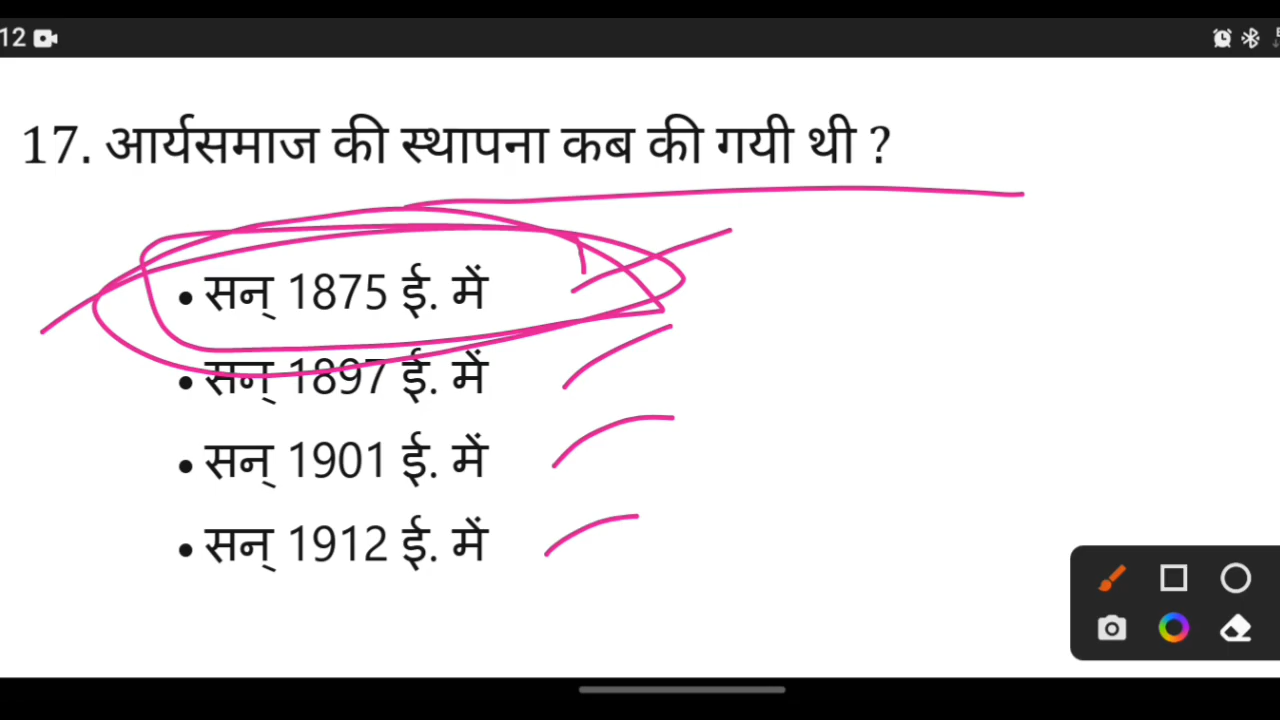 12
17. आर्यसमाज की स्थापना कब की गयी थी ?
• सन् 1875 ई. में
• सन् 1897 ई. में
• सन् 1901 ई. में
• सन् 1912 ई. में